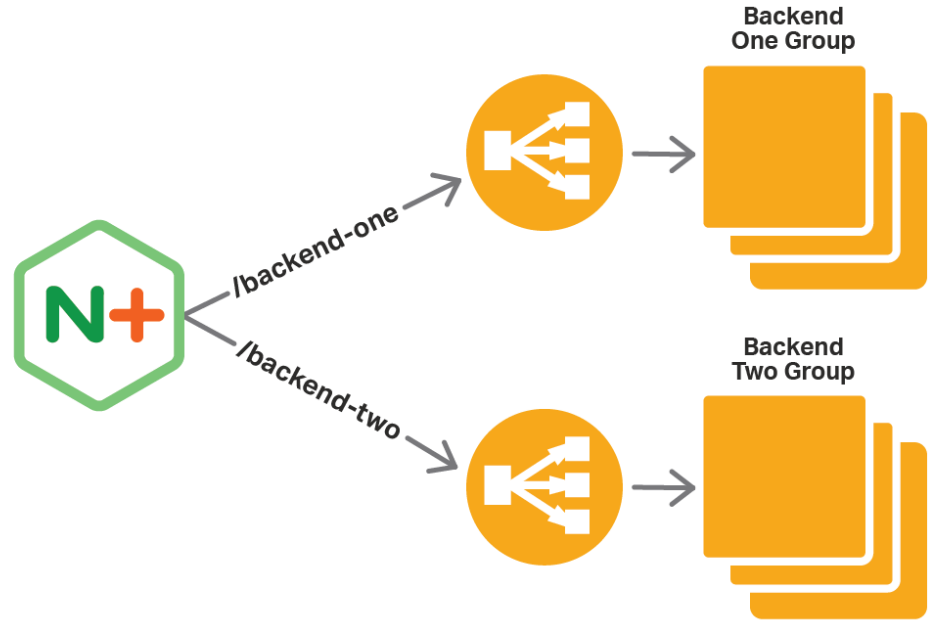 Backend
One Group
/backend-one
N+
/backend-two
Backend
Two Group